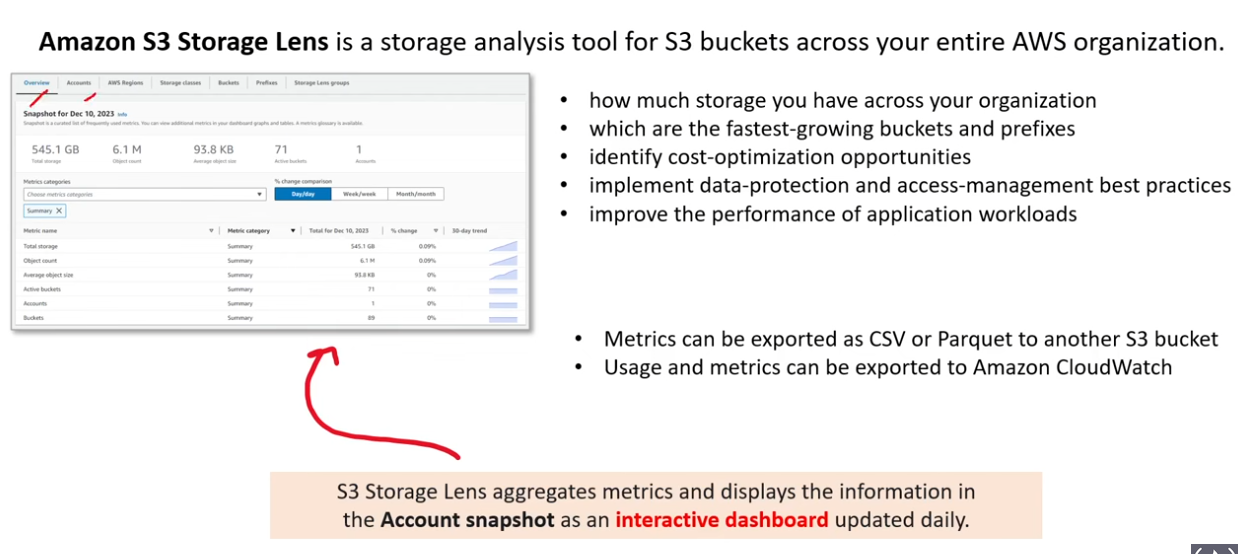 Amazon S3 Storage Lens is a storage analysis tool for S3 buckets across your entire AWS organization.
Overview Accounts AWS Regions Storage classes Buckets Prefixes Storage Lens groups
Snapshot for Dec 10, 2023 Info
Snapshot is a curated list of frequently used metrics. You can view additional metrics in your dashboard graphs and tables. A metrics glossary is available.
545.1 GB 6.1 M 93.8 KB 71 1
Total storage Object count Average object size Active buckets Accounts
Metrics categories % change comparison
Choose metrics categories Day/day Week/week Month/month
Summary X
Metric name Metric category Total for Dec 10, 2023 % change 30-day trend
Total storage Summary 545.1 GB 0.09%
Object count Summary 6.1 M 0.09%
Average object size Summary 93.8 KB 0%
Active buckets Summary 71 0%
Accounts Summary 1 0%
Buckets Summary 89 0%
• how much storage you have across your organization
• which are the fastest-growing buckets and prefixes
• identify cost-optimization opportunities
• implement data-protection and access-management best practices
• improve the performance of application workloads
• Metrics can be exported as CSV or Parquet to another S3 bucket
• Usage and metrics can be exported to Amazon CloudWatch
S3 Storage Lens aggregates metrics and displays the information in
the Account snapshot as an interactive dashboard updated daily.